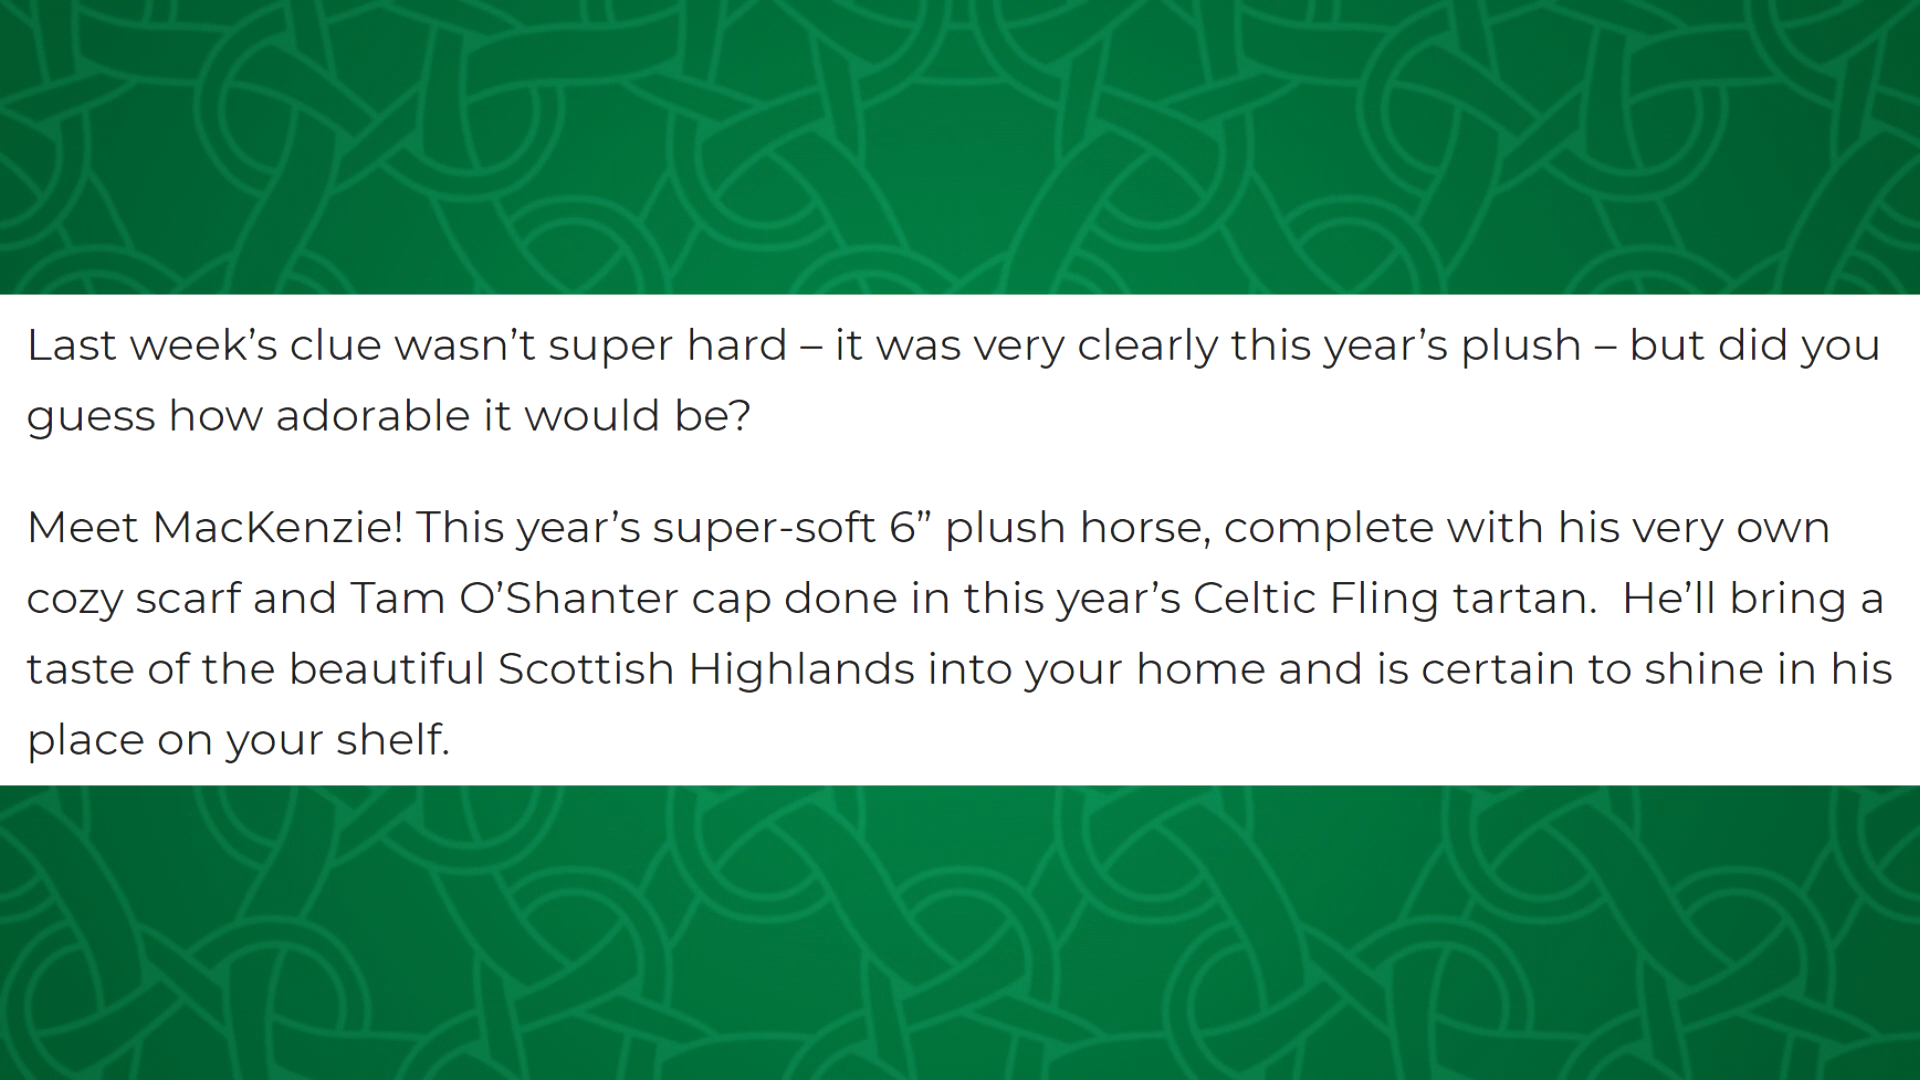 Last week’s clue wasn’t super hard – it was very clearly this year’s plush – but did you
guess how adorable it would be?
Meet MacKenzie! This year’s super-soft 6” plush horse, complete with his very own
cozy scarf and Tam O’Shanter cap done in this year’s Celtic Fling tartan.  He’ll bring a
taste of the beautiful Scottish Highlands into your home and is certain to shine in his
place on your shelf.